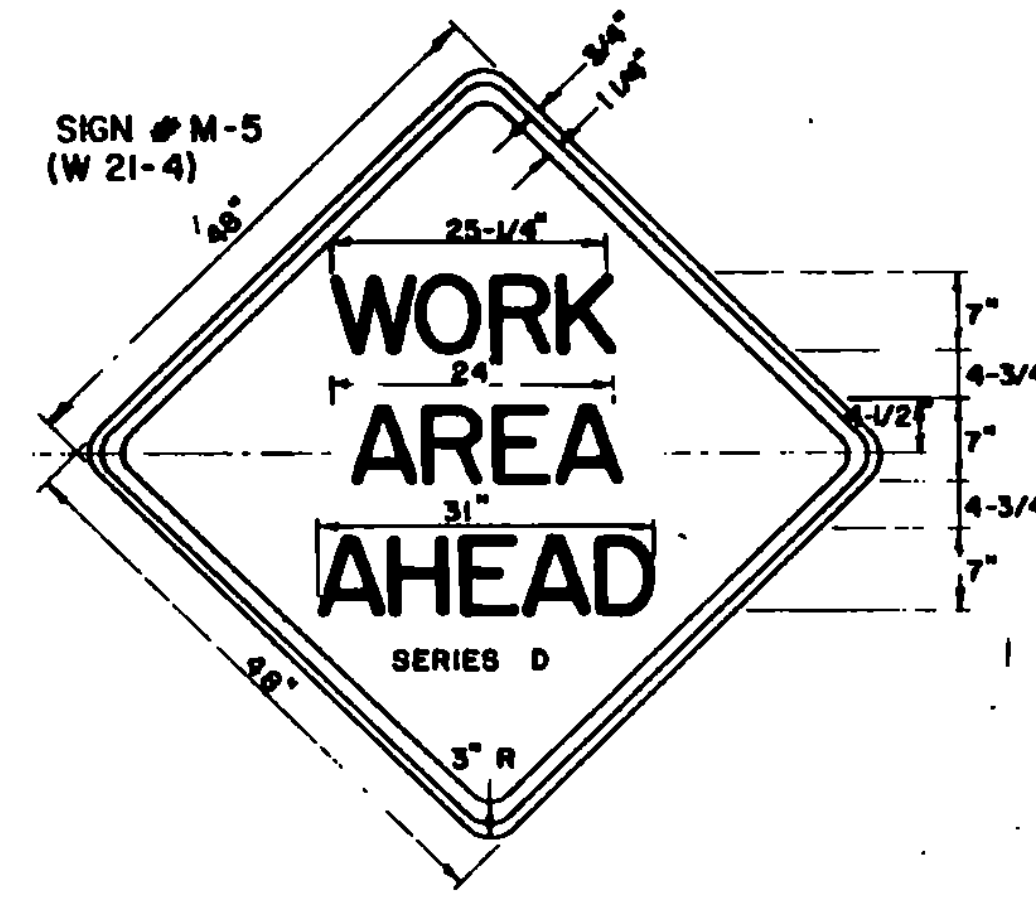 SIGN # M-5
(W 21-4)
3/4"
1 1/4"
48"
25-1/4"
WORK
7"
4-3/4
24"
AREA
4-1/2"
7"
4-3/4
31"
AHEAD
7"
SERIES D
48"
3" R